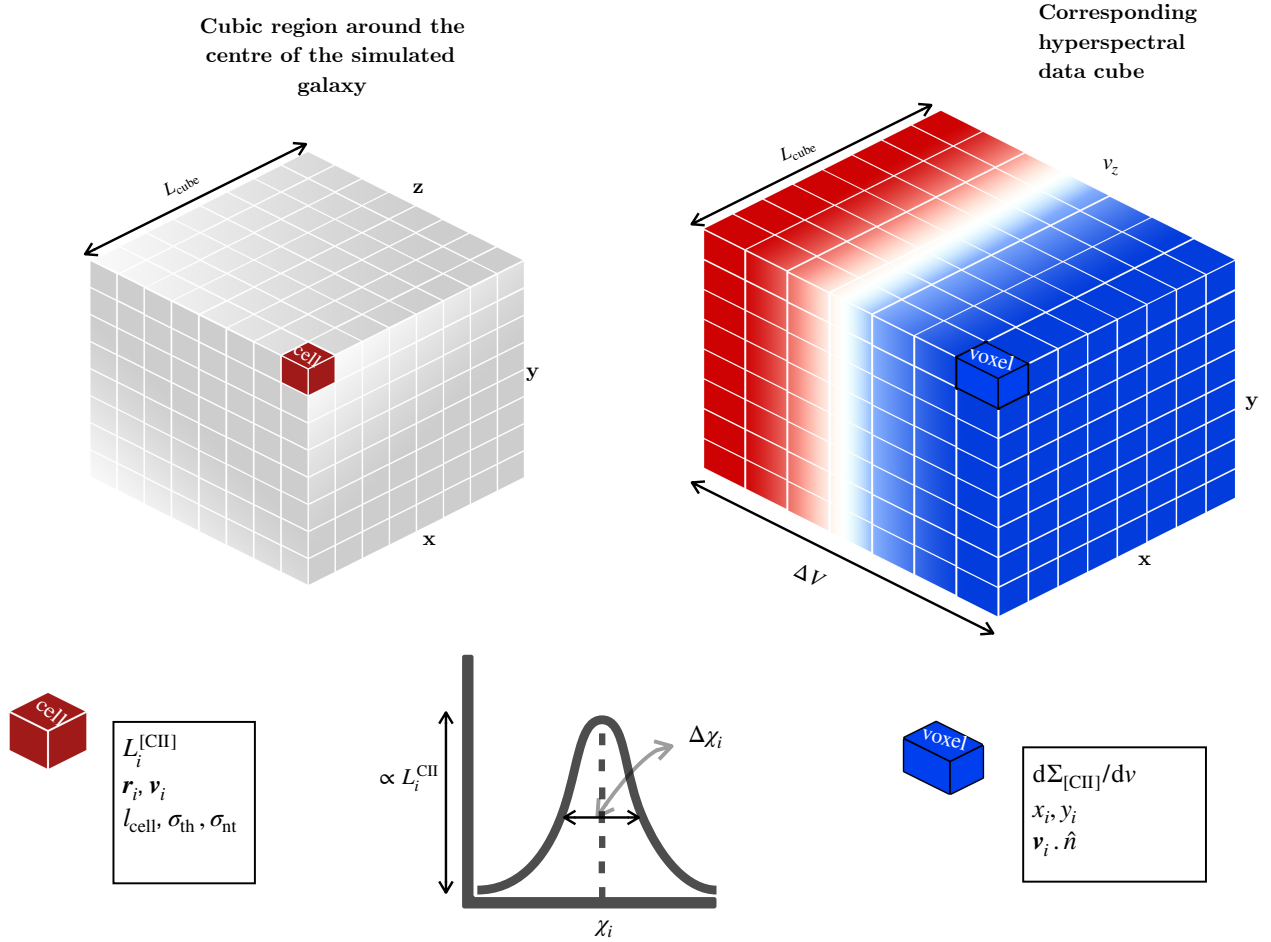 Cubic region around the
centre of the simulated
galaxy
Corresponding
hyperspectral
data cube
L_cube
z
cell
y
x
L_cube
v_z
voxel
y
x
ΔV
cell
L_i^[CII]
r_i, v_i
l_cell, σ_th , σ_nt
∝ L_i^CII
Δχ_i
χ_i
voxel
dΣ_[CII]/dv
x_i, y_i
v_i . n̂